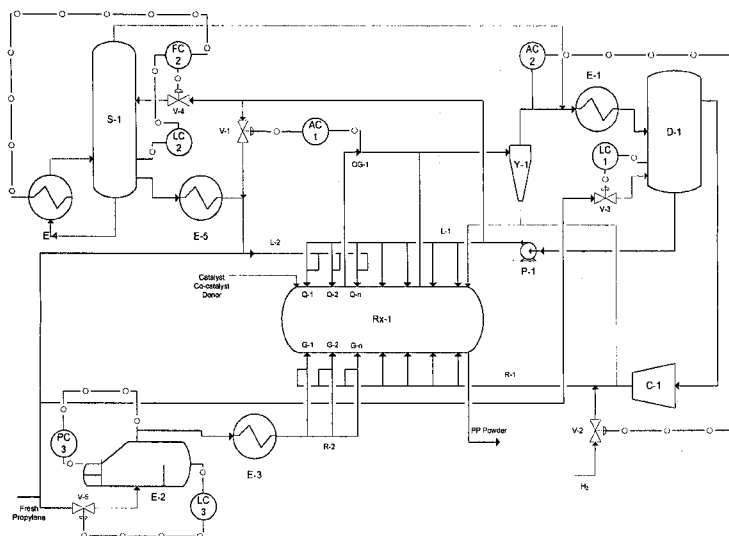 FC
2
AC
2
E-1
D-1
S-1
V-4
V-1
AC
1
LC
2
OG-1
Y-1
LC
1
V-3
E-4
E-5
L-2
L-1
P-1
Catalyst
Co-catalyst
Donor
Q-1
Q-2
Q-n
Rx-1
G-1
G-2
G-n
R-1
C-1
V-2
PC
3
PP Powder
R-2
E-3
H2
E-2
LC
3
V-5
Fresh
Propylene